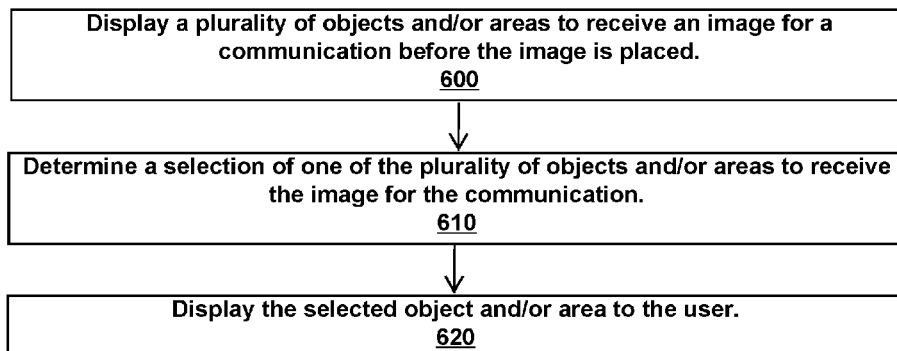 Display a plurality of objects and/or areas to receive an image for a
communication before the image is placed.
600
Determine a selection of one of the plurality of objects and/or areas to receive
the image for the communication.
610
Display the selected object and/or area to the user.
620